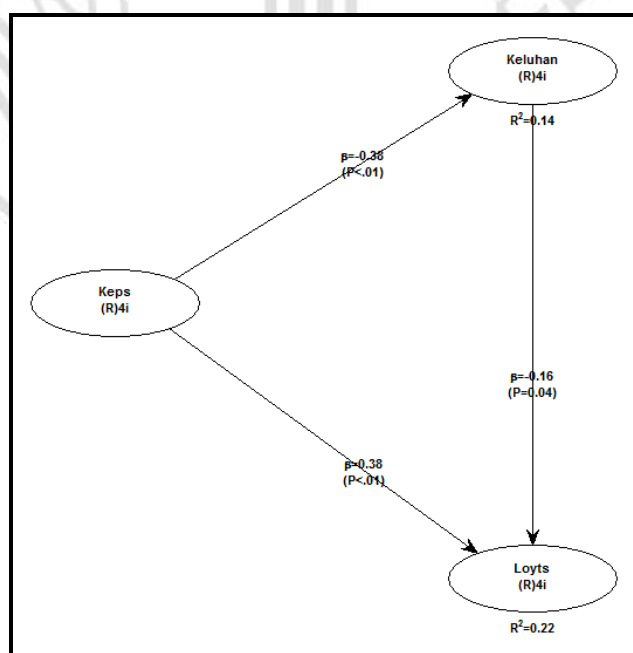 Keluhan
(R)4i
R²=0.14
β=-0.38
(P<.01)
Keps
(R)4i
β=-0.16
(P=0.04)
β=0.38
(P<.01)
Loyts
(R)4i
R²=0.22